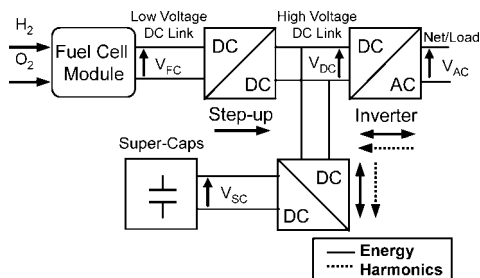 H2
O2
Fuel Cell
Module
Low Voltage
DC Link
VFC
DC
DC
Step-up
High Voltage
DC Link
VDC
DC
AC
Inverter
Net/Load
VAC
Super-Caps
VSC
DC
DC
Energy
Harmonics